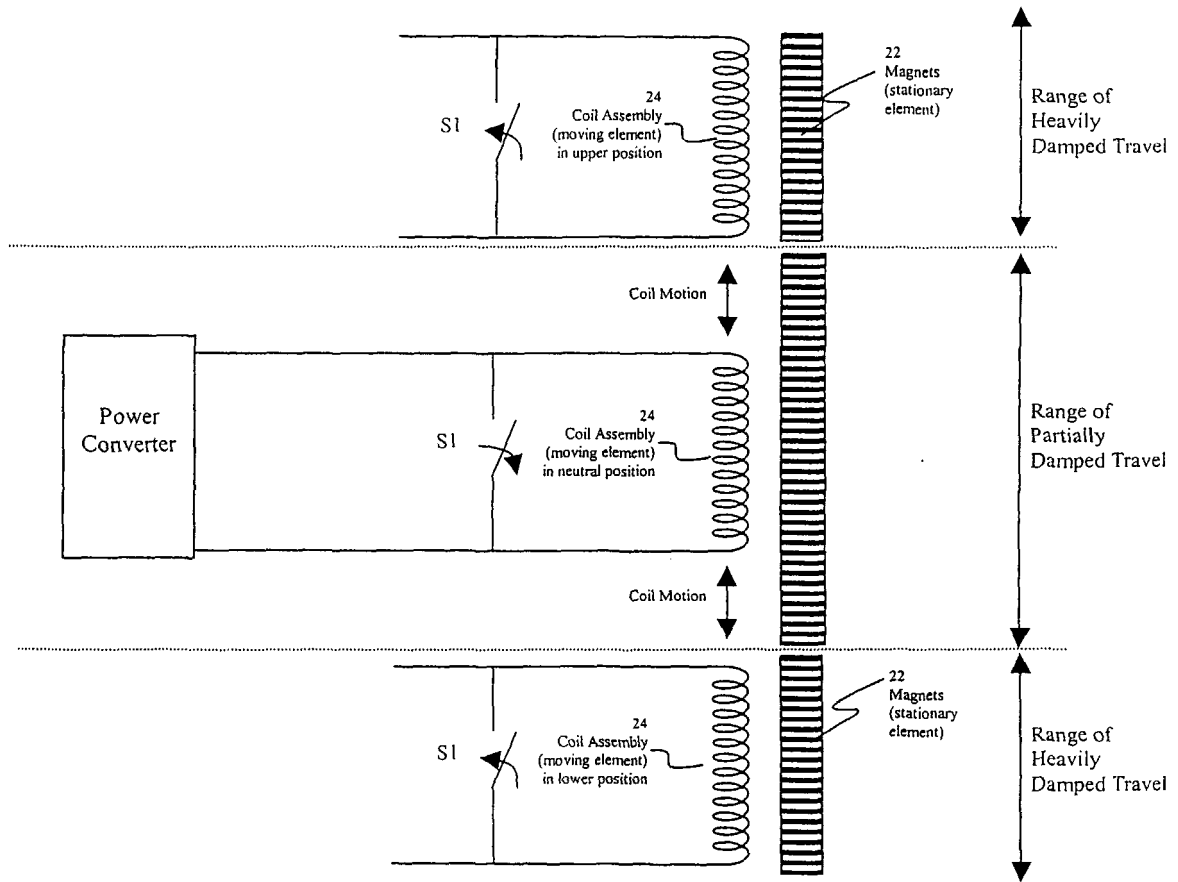 22
Magnets
(stationary
element)
24
Coil Assembly
(moving element)
in upper position
S1
Range of
Heavily
Damped Travel
Coil Motion
Power
Converter
S1
24
Coil Assembly
(moving element)
in neutral position
Range of
Partially
Damped Travel
Coil Motion
22
Magnets
(stationary
element)
24
Coil Assembly
(moving element)
in lower position
S1
Range of
Heavily
Damped Travel